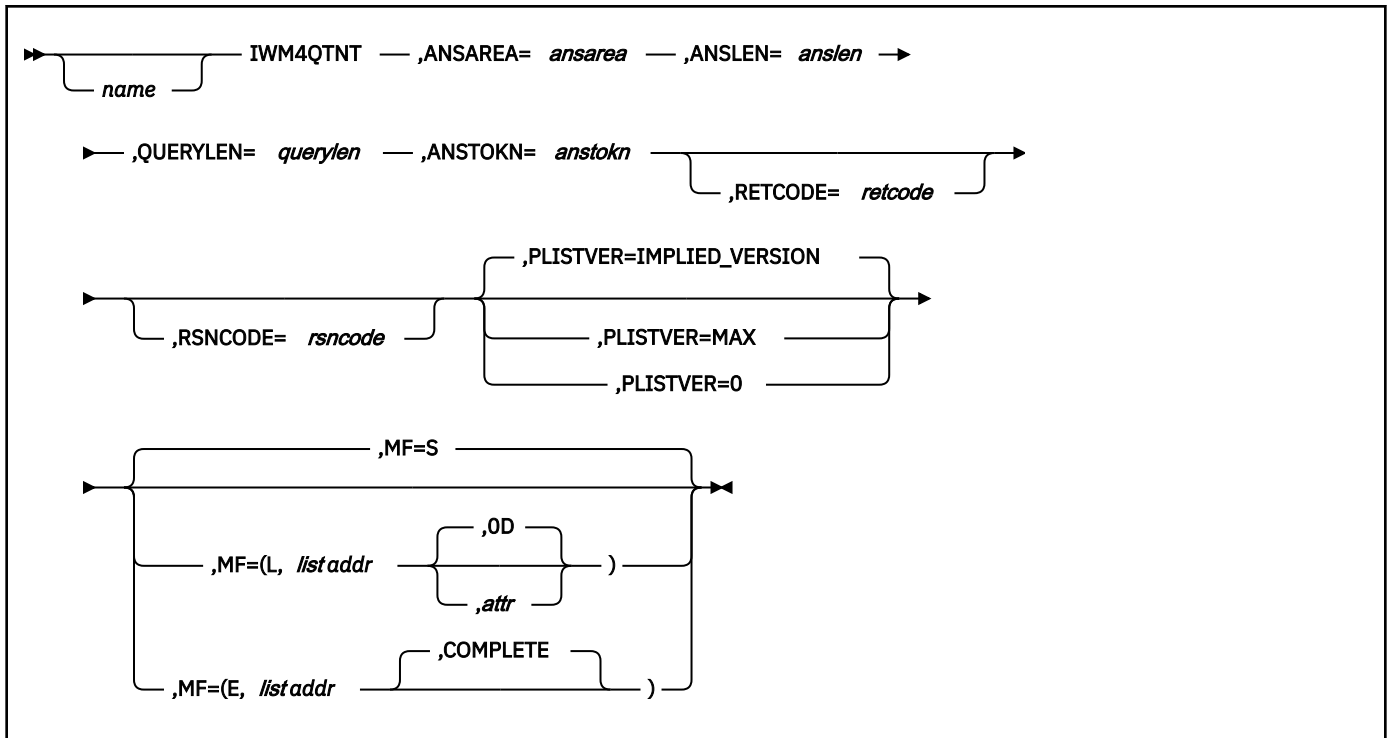 IWM4QTNT ,ANSAREA= ansarea ,ANSLEN= anslen
name
,QUERYLEN= querylen ,ANSTOKN= anstokn
,RETCODE= retcode
,PLISTVER=IMPLIED_VERSION
,RSNCODE= rsncode ,PLISTVER=MAX
,PLISTVER=0
,MF=S
,0D
,MF=(L, list addr )
,attr
,COMPLETE
,MF=(E, list addr )